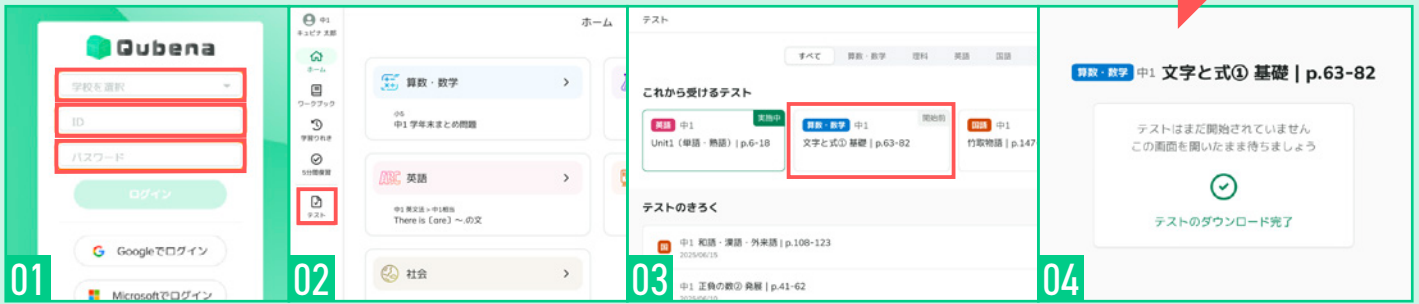 Qubena
学校を選択
ID
パスワード
ログイン
Googleでログイン
Microsoftでログイン
01
中1
キュビナ 太郎
ホーム
ワークブック
学習りれき
5分間復習
テスト
ホーム
算数・数学
小6
中1 学年末まとめ問題
英語
中1 英文法 > 中1相当
There is（are）〜.の文
社会
02
テスト
すべて 算数・数学 理科 英語 国語
これから受けるテスト
英語 中1 実施中
Unit1（単語・熟語）| p.6-18
算数・数学 中1 開始前
文字と式① 基礎 | p.63-82
国語 中1
竹取物語 | p.147-
テストのきろく
国 中1 和語・漢語・外来語 | p.108-123
2025/06/15
中1 正負の数② 発展 | p.41-62
2025/06/10
03
算数・数学 中1 文字と式① 基礎 | p.63-82
テストはまだ開始されていません
この画面を開いたまま待ちましょう
テストのダウンロード完了
04